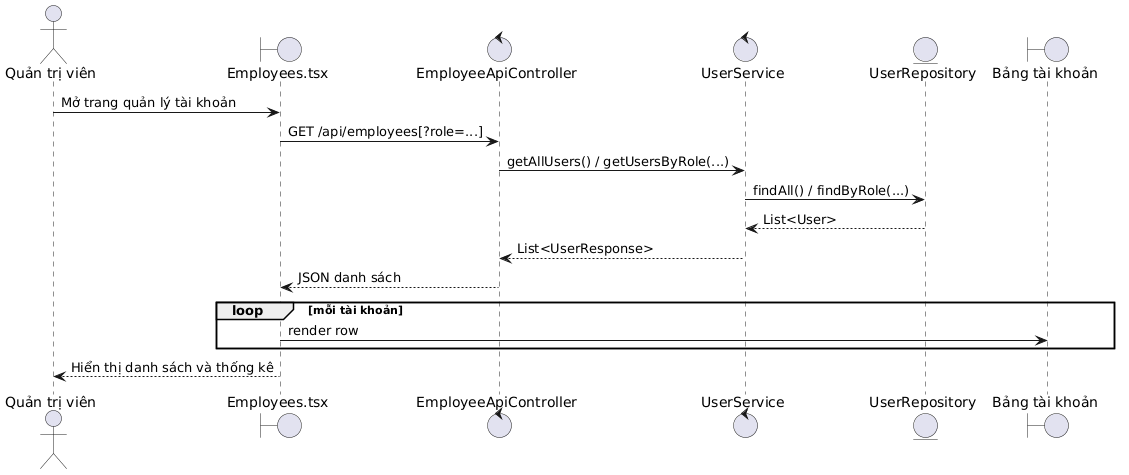 Quản trị viên
Employees.tsx
EmployeeApiController
UserService
UserRepository
Bảng tài khoản
Mở trang quản lý tài khoản
GET /api/employees[?role=...]
getAllUsers() / getUsersByRole(...)
findAll() / findByRole(...)
List<User>
List<UserResponse>
JSON danh sách
loop [mỗi tài khoản]
render row
Hiển thị danh sách và thống kê
Quản trị viên
Employees.tsx
EmployeeApiController
UserService
UserRepository
Bảng tài khoản